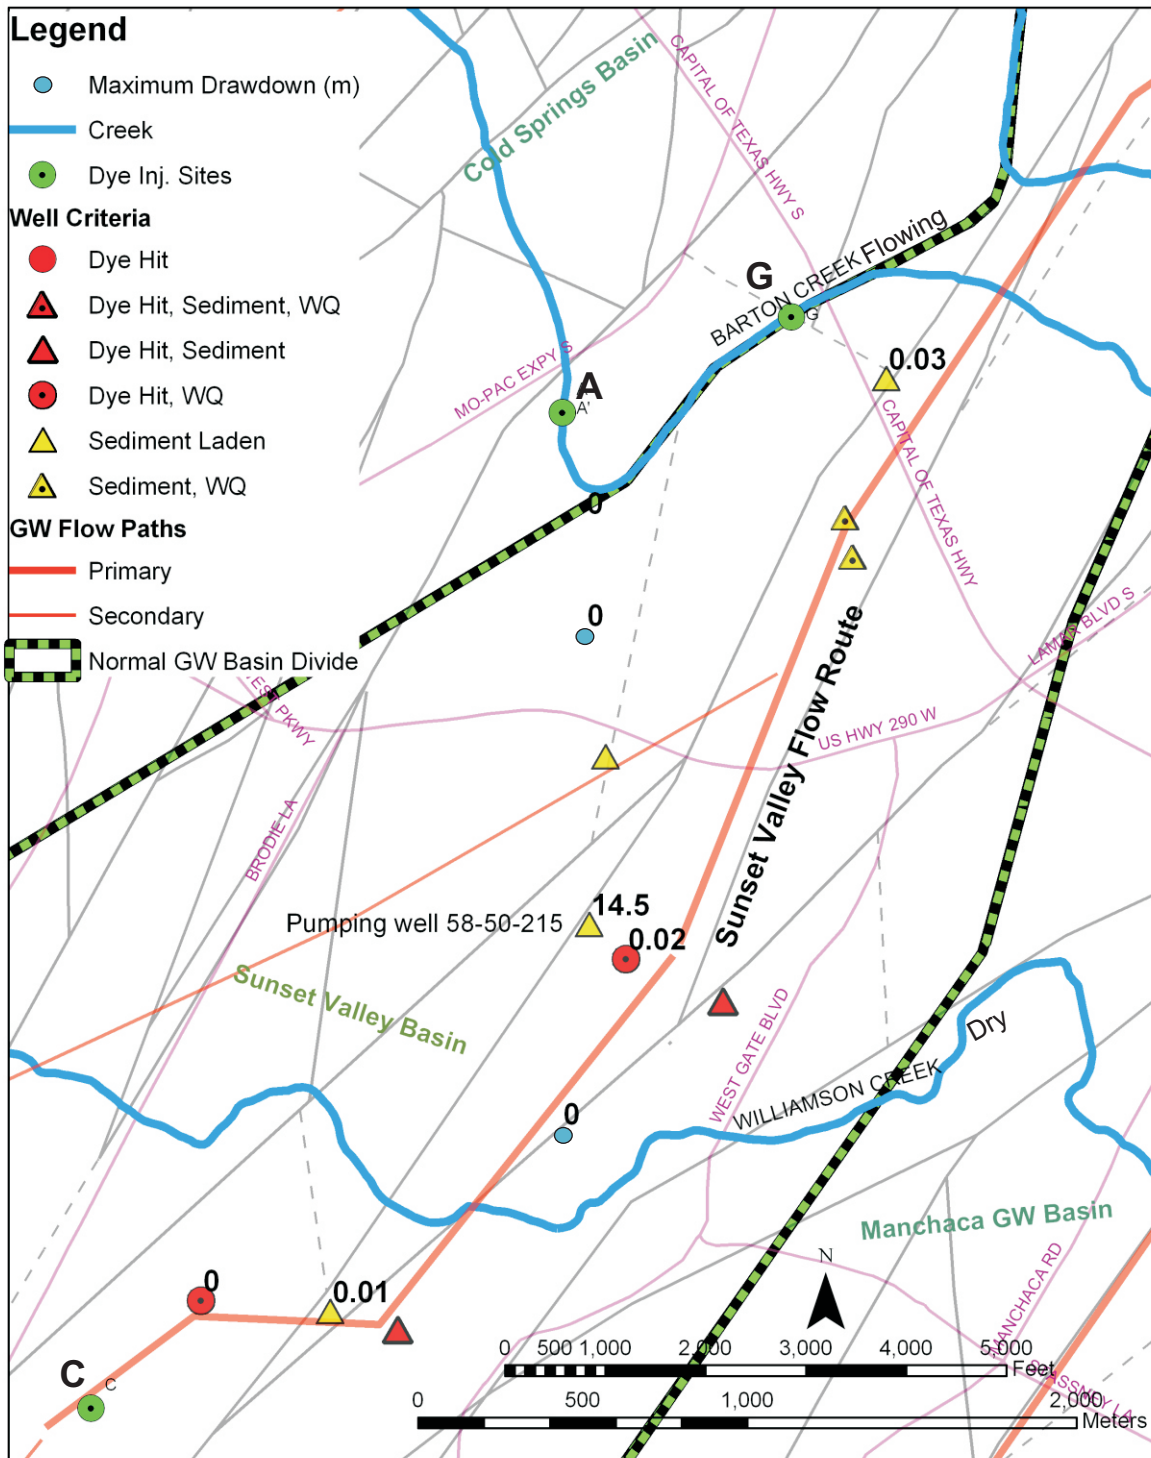 Legend
Maximum Drawdown (m)
Creek
Dye Inj. Sites
Well Criteria
Dye Hit
Dye Hit, Sediment, WQ
Dye Hit, Sediment
Dye Hit, WQ
Sediment Laden
Sediment, WQ
GW Flow Paths
Primary
Secondary
Normal GW Basin Divide
Cold Springs Basin
CAPITAL OF TEXAS HWY S
BARTON CREEK Flowing
G
G
MO-PAC EXPY S
A
A'
0.03
CAPITAL OF TEXAS HWY
0
0
LAMAR BLVD S
US HWY 290 W
Sunset Valley Flow Route
EST PKWY
BRODIE LA
14.5
Pumping well 58-50-215
0.02
Sunset Valley Basin
WEST GATE BLVD
Dry
WILLIAMSON CREEK
0
Manchaca GW Basin
MANCHACA RD
N
0
0.01
C
C
0 500 1,000 2,000 3,000 4,000 5,000
Feet
0 500 1,000 2,000
Meters